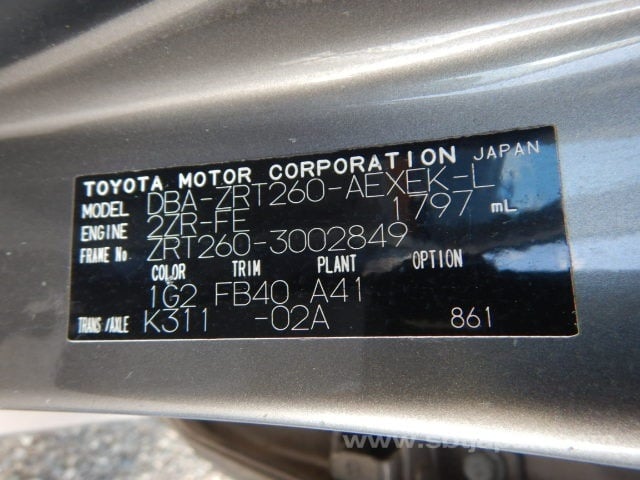 TOYOTA MOTOR CORPORATION JAPAN
MODEL DBA-ZRT260-AEXEK-L
ENGINE 2ZR-FE 1797 mL
FRAME No. ZRT260-3002849
COLOR TRIM PLANT OPTION
1G2 FB40 A41
TRANS/AXLE K311 -02A 861